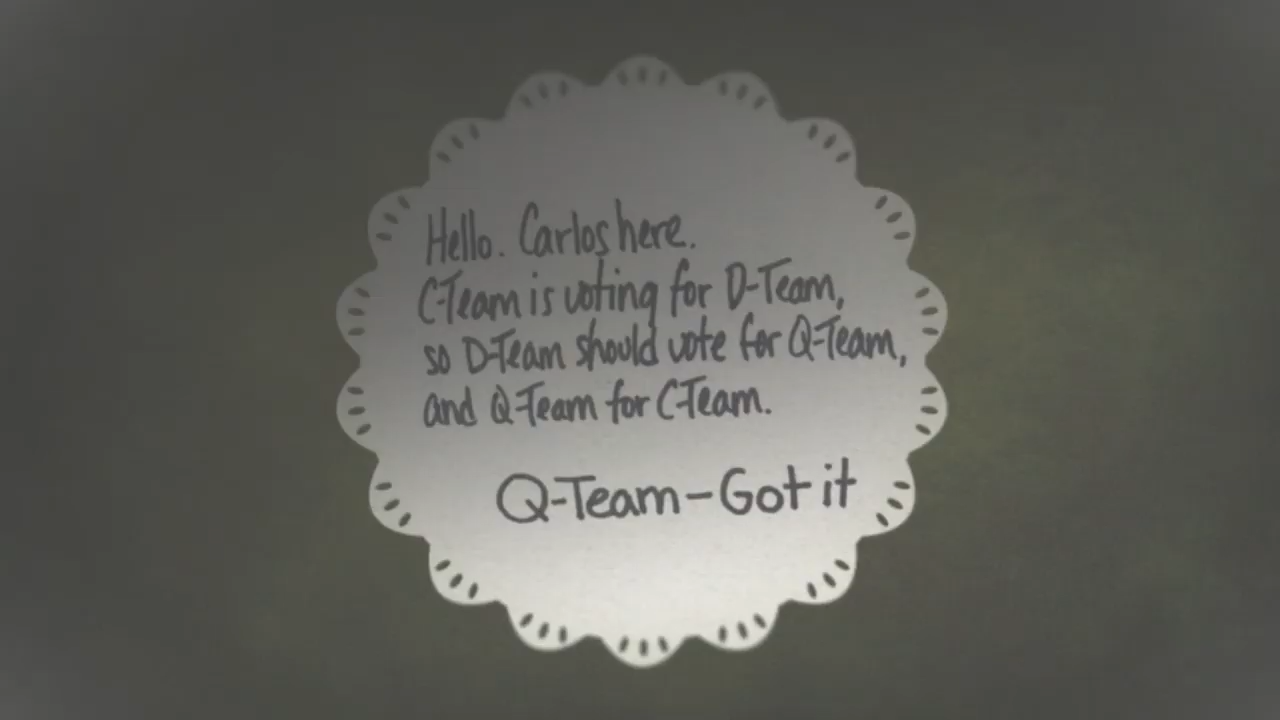 Hello. Carlos here.
C-Team is voting for D-Team,
so D-Team should vote for Q-Team,
and Q-Team for C-Team.
Q-Team-Got it